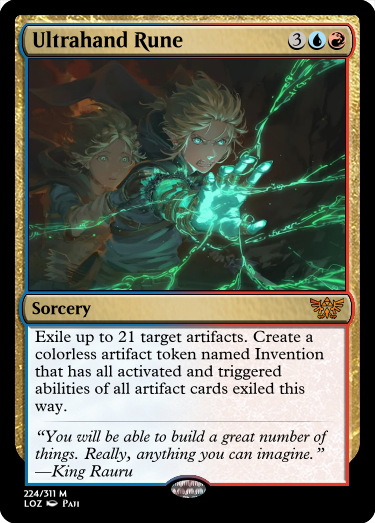 Ultrahand Rune 3
Sorcery
Exile up to 21 target artifacts. Create a
colorless artifact token named Invention
that has all activated and triggered
abilities of all artifact cards exiled this
way.
“You will be able to build a great number of
things. Really, anything you can imagine.”
—King Rauru
224/311 M
LOZ Pafi